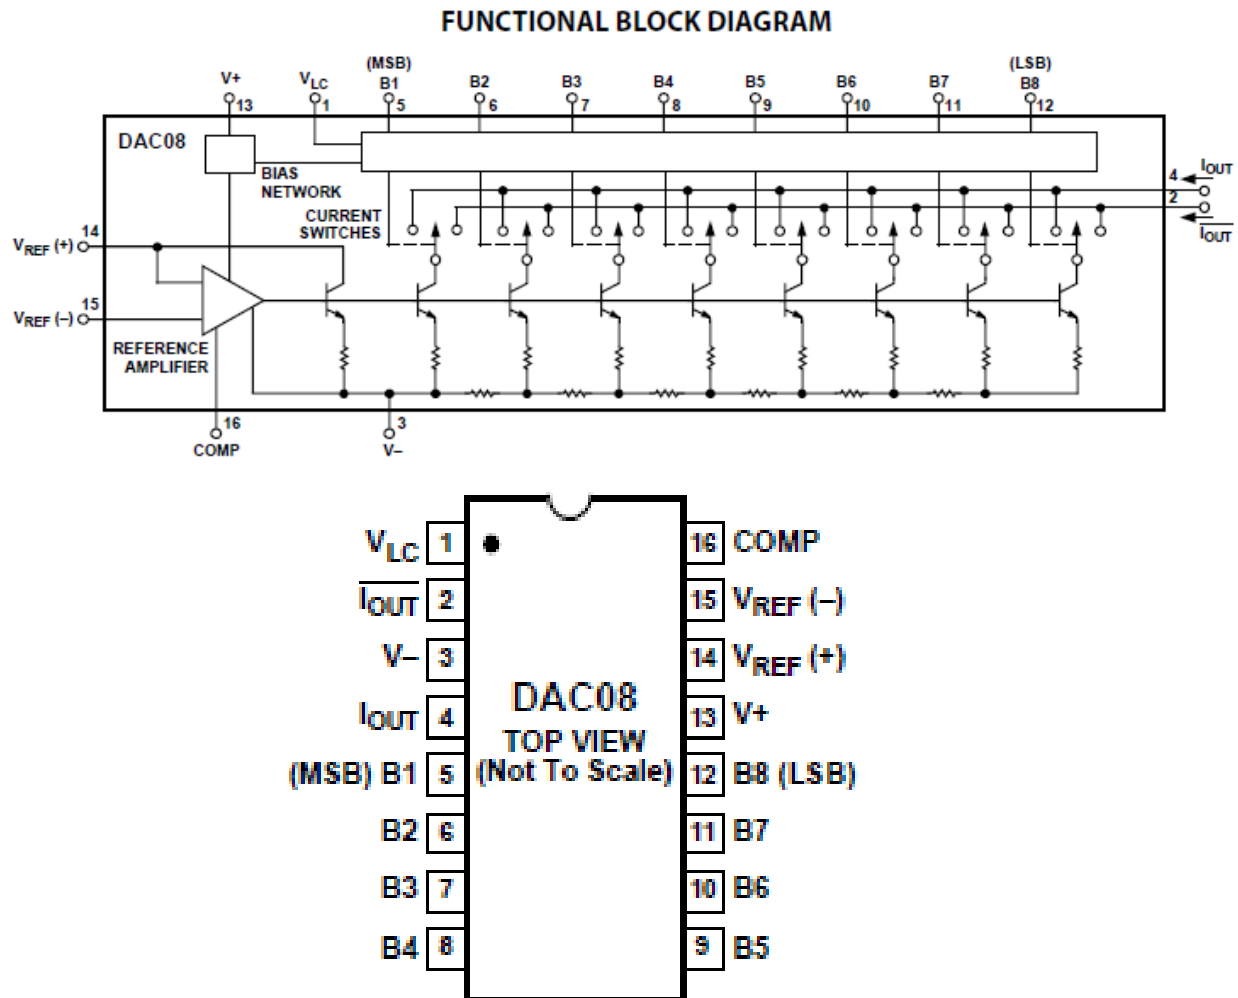 FUNCTIONAL BLOCK DIAGRAM
(MSB) (LSB)
V+ VLC B1 B2 B3 B4 B5 B6 B7 B8
13 1 5 6 7 8 9 10 11 12
DAC08
BIAS
NETWORK
CURRENT
SWITCHES
4 IOUT
2 I̅O̅U̅T̅
14
VREF (+)
15
VREF (–)
REFERENCE
AMPLIFIER
16
COMP
3
V–
VLC 1 16 COMP
I̅O̅U̅T̅ 2 15 VREF (–)
V– 3 14 VREF (+)
IOUT 4 13 V+
DAC08
TOP VIEW
(Not To Scale)
(MSB) B1 5 12 B8 (LSB)
B2 6 11 B7
B3 7 10 B6
B4 8 9 B5